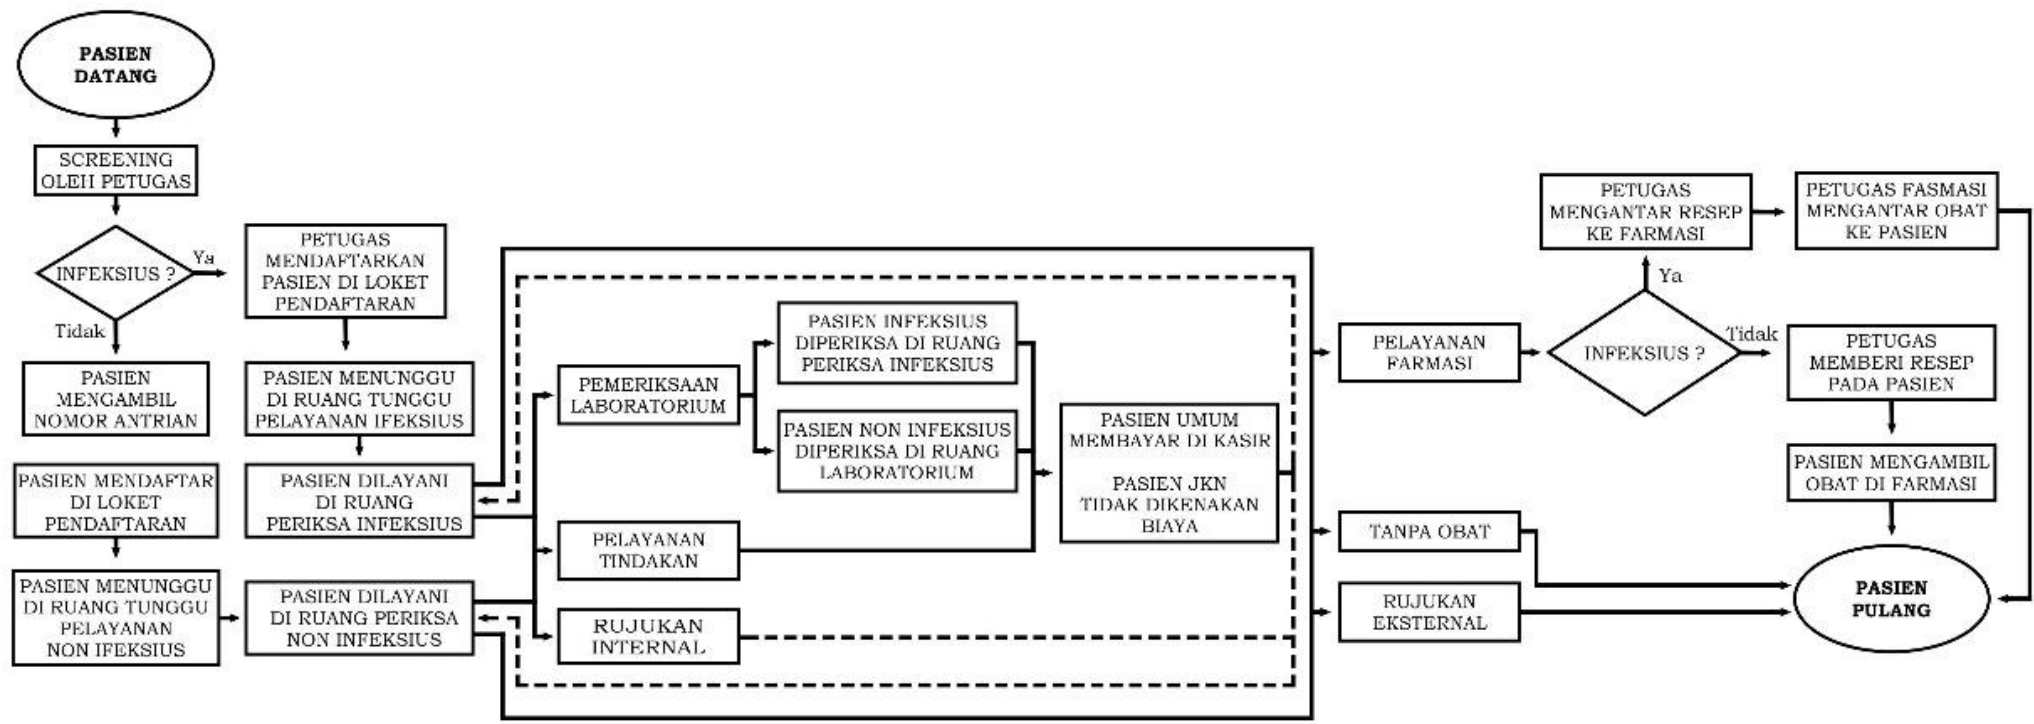 PASIEN
DATANG
SCREENING
OLEH PETUGAS
INFEKSIUS ?
Ya
Tidak
PASIEN
MENGAMBIL
NOMOR ANTRIAN
PASIEN MENDAFTAR
DI LOKET
PENDAFTARAN
PASIEN MENUNGGU
DI RUANG TUNGGU
PELAYANAN
NON IFEKSIUS
PETUGAS
MENDAFTARKAN
PASIEN DI LOKET
PENDAFTARAN
PASIEN MENUNGGU
DI RUANG TUNGGU
PELAYANAN IFEKSIUS
PASIEN DILAYANI
DI RUANG
PERIKSA INFEKSIUS
PASIEN DILAYANI
DI RUANG PERIKSA
NON INFEKSIUS
PEMERIKSAAN
LABORATORIUM
PELAYANAN
TINDAKAN
RUJUKAN
INTERNAL
PASIEN INFEKSIUS
DIPERIKSA DI RUANG
PERIKSA INFEKSIUS
PASIEN NON INFEKSIUS
DIPERIKSA DI RUANG
LABORATORIUM
PASIEN UMUM
MEMBAYAR DI KASIR
PASIEN JKN
TIDAK DIKENAKAN
BIAYA
PELAYANAN
FARMASI
TANPA OBAT
RUJUKAN
EKSTERNAL
INFEKSIUS ?
Ya
Tidak
PETUGAS
MENGANTAR RESEP
KE FARMASI
PETUGAS FASMASI
MENGANTAR OBAT
KE PASIEN
PETUGAS
MEMBERI RESEP
PADA PASIEN
PASIEN MENGAMBIL
OBAT DI FARMASI
PASIEN
PULANG